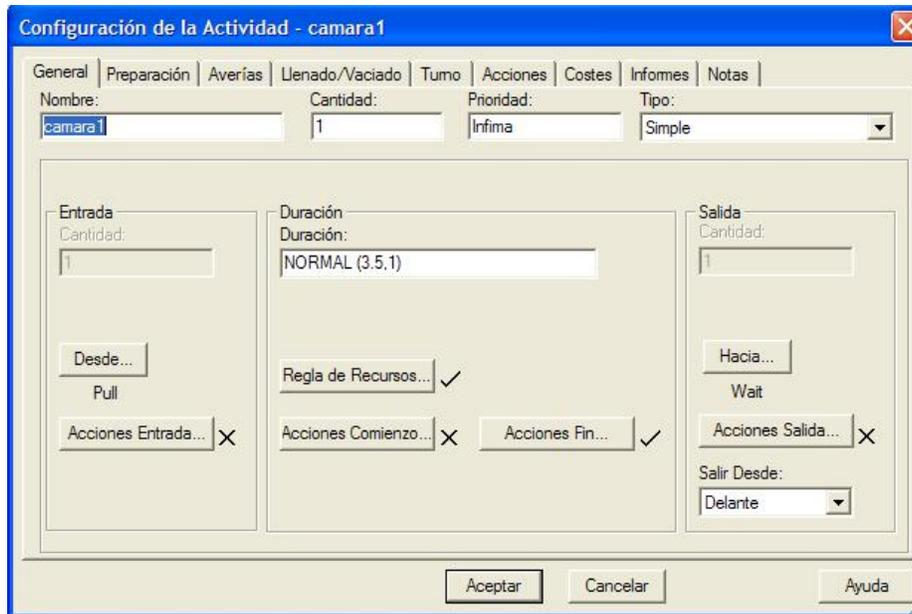 Configuración de la Actividad - camara1
General Preparación Averías Llenado/Vaciado Turno Acciones Costes Informes Notas
Nombre: Cantidad: Prioridad: Tipo:
camara1 1 Infima Simple
Entrada Duración Salida
Cantidad: Duración: Cantidad:
1 NORMAL (3.5,1) 1
Desde... Regla de Recursos... Hacia...
Pull Wait
Acciones Entrada... Acciones Comienzo... Acciones Fin... Acciones Salida...
Salir Desde:
Delante
Aceptar Cancelar Ayuda